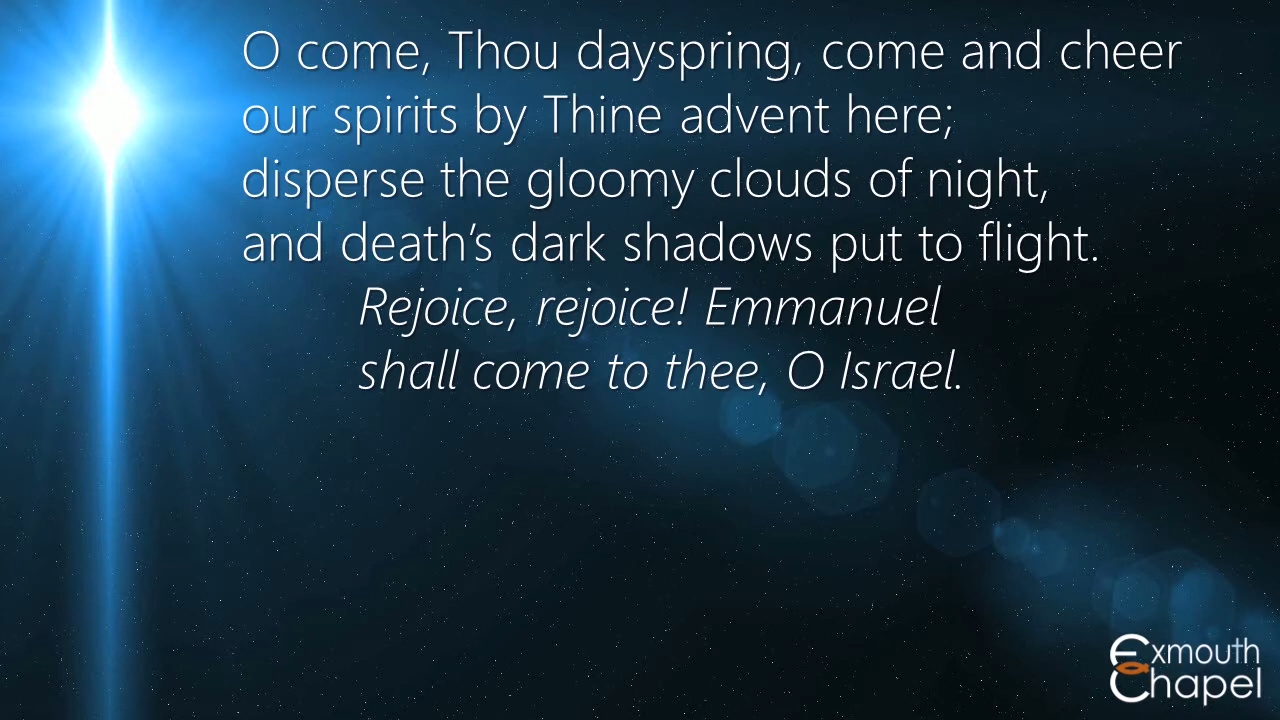 O come, Thou dayspring, come and cheer
our spirits by Thine advent here;
disperse the gloomy clouds of night,
and death’s dark shadows put to flight.
Rejoice, rejoice! Emmanuel
shall come to thee, O Israel.
Exmouth
Chapel